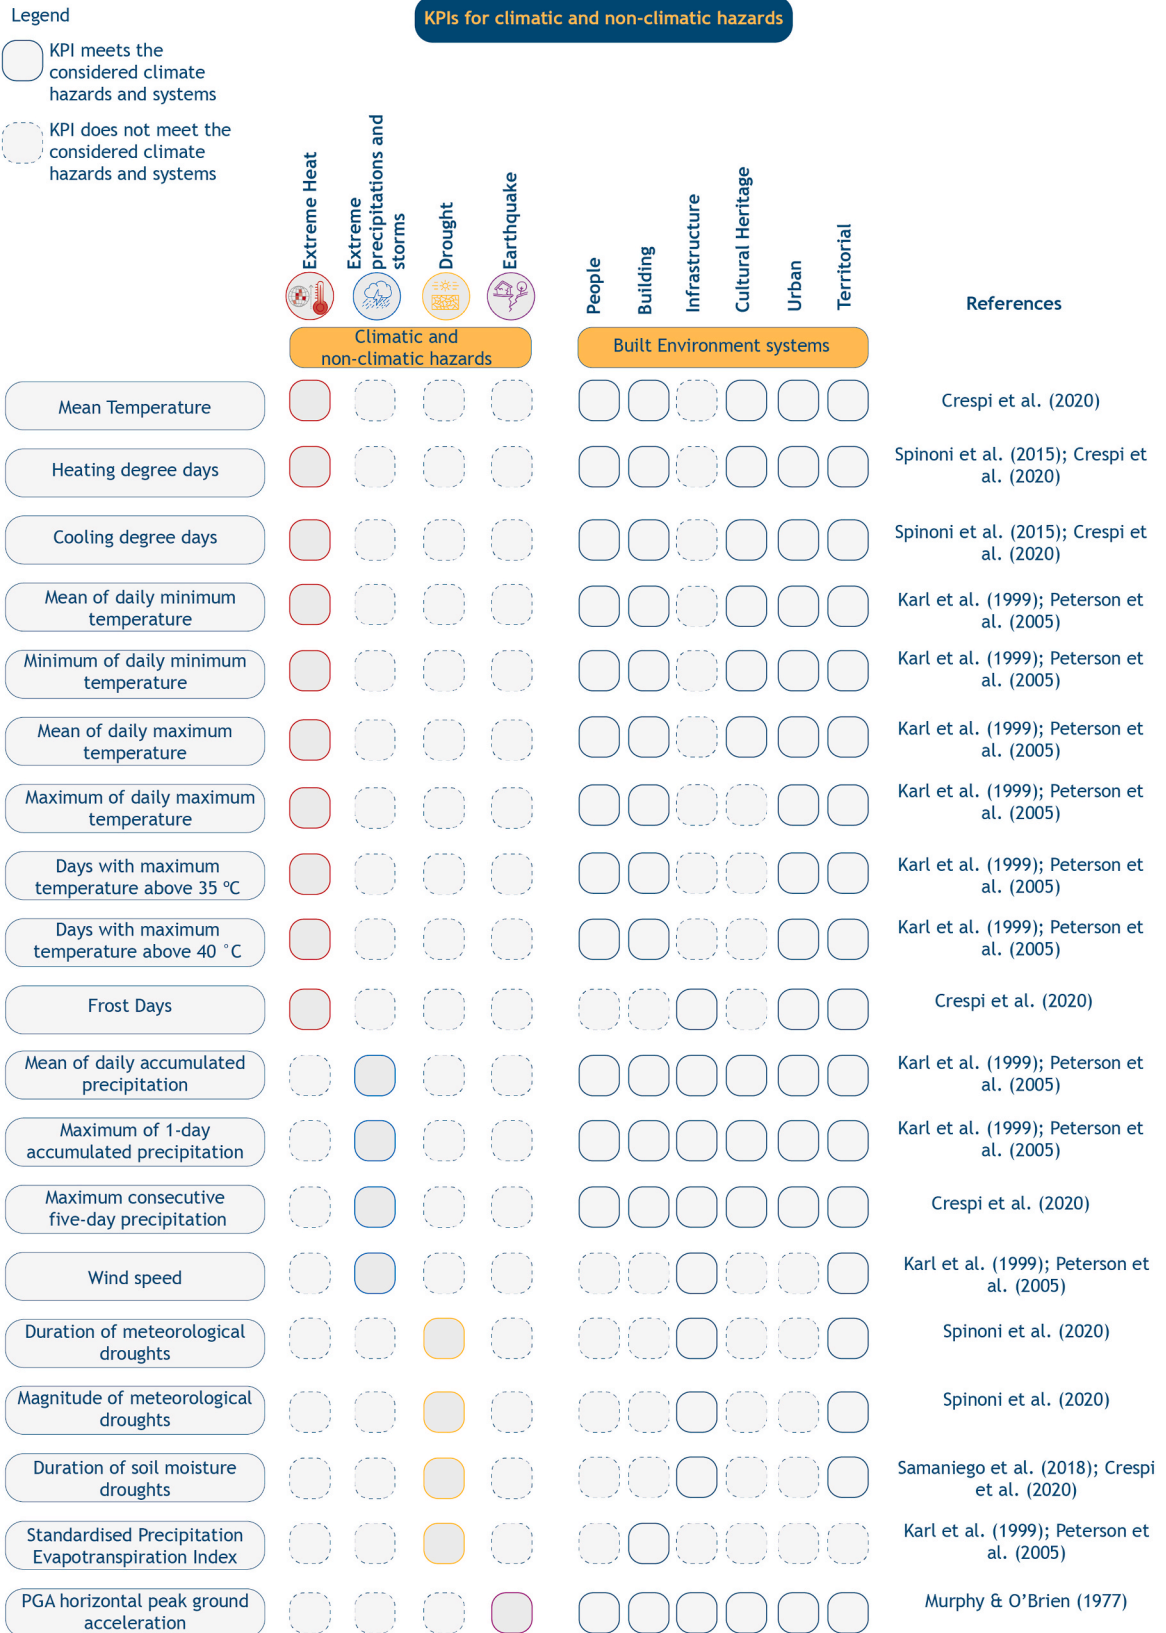 Legend
KPIs for climatic and non-climatic hazards
KPI meets the
considered climate
hazards and systems
KPI does not meet the
considered climate
hazards and systems
Extreme Heat
Extreme
precipitations and
storms
Drought
Earthquake
People
Building
Infrastructure
Cultural Heritage
Urban
Territorial
References
Climatic and
non-climatic hazards
Built Environment systems
Mean Temperature
Crespi et al. (2020)
Heating degree days
Spinoni et al. (2015); Crespi et
al. (2020)
Cooling degree days
Spinoni et al. (2015); Crespi et
al. (2020)
Mean of daily minimum
temperature
Karl et al. (1999); Peterson et
al. (2005)
Minimum of daily minimum
temperature
Karl et al. (1999); Peterson et
al. (2005)
Mean of daily maximum
temperature
Karl et al. (1999); Peterson et
al. (2005)
Maximum of daily maximum
temperature
Karl et al. (1999); Peterson et
al. (2005)
Days with maximum
temperature above 35 ºC
Karl et al. (1999); Peterson et
al. (2005)
Days with maximum
temperature above 40 ˚C
Karl et al. (1999); Peterson et
al. (2005)
Frost Days
Crespi et al. (2020)
Mean of daily accumulated
precipitation
Karl et al. (1999); Peterson et
al. (2005)
Maximum of 1-day
accumulated precipitation
Karl et al. (1999); Peterson et
al. (2005)
Maximum consecutive
five-day precipitation
Crespi et al. (2020)
Wind speed
Karl et al. (1999); Peterson et
al. (2005)
Duration of meteorological
droughts
Spinoni et al. (2020)
Magnitude of meteorological
droughts
Spinoni et al. (2020)
Duration of soil moisture
droughts
Samaniego et al. (2018); Crespi
et al. (2020)
Standardised Precipitation
Evapotranspiration Index
Karl et al. (1999); Peterson et
al. (2005)
PGA horizontal peak ground
acceleration
Murphy & O’Brien (1977)